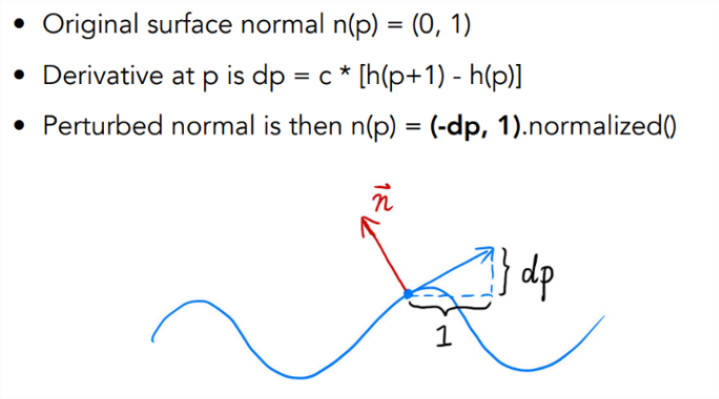 • Original surface normal n(p) = (0, 1)
• Derivative at p is dp = c * [h(p+1) - h(p)]
• Perturbed normal is then n(p) = (-dp, 1).normalized()
n⃗
dp
1